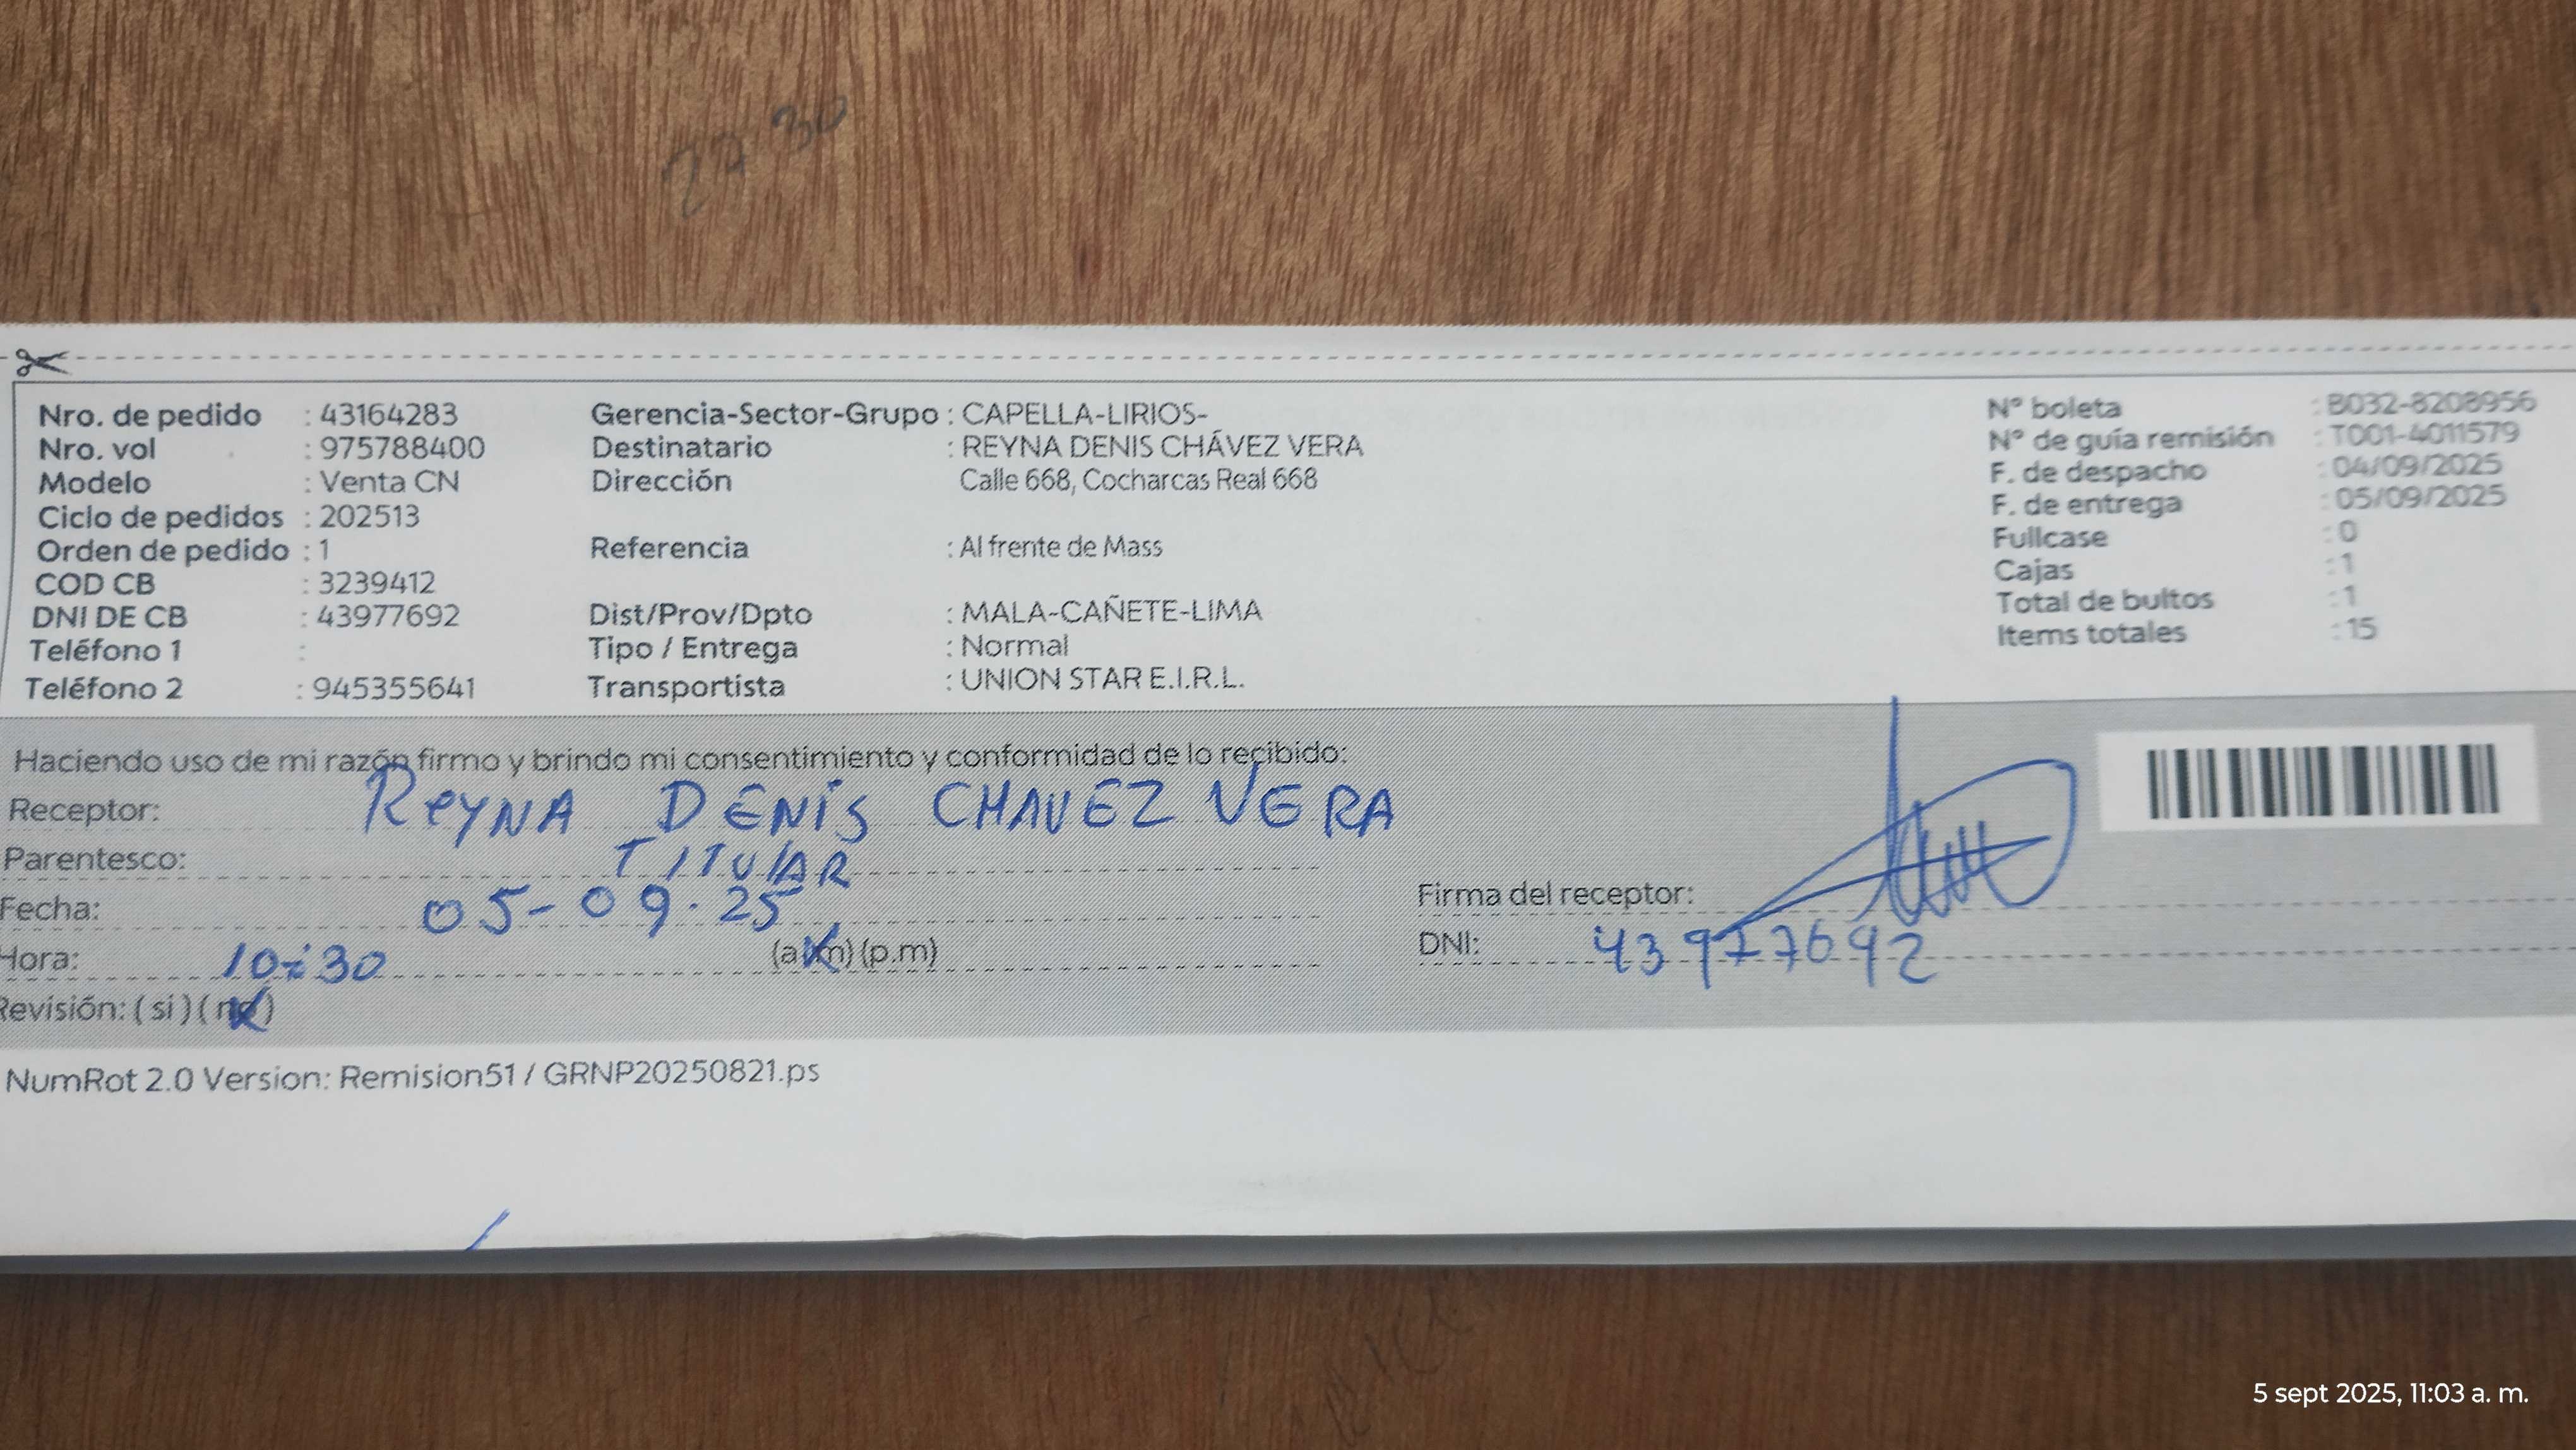 27 30
Nro. de pedido : 43164283
Nro. vol : 975788400
Modelo : Venta CN
Ciclo de pedidos : 202513
Orden de pedido : 1
COD CB : 3239412
DNI DE CB : 43977692
Teléfono 1 :
Teléfono 2 : 945355641
Gerencia-Sector-Grupo : CAPELLA-LIRIOS-
Destinatario : REYNA DENIS CHÁVEZ VERA
Dirección Calle 668, Cocharcas Real 668
Referencia : Al frente de Mass
Dist/Prov/Dpto : MALA-CAÑETE-LIMA
Tipo / Entrega : Normal
Transportista : UNION STAR E.I.R.L.
N° boleta : B032-8208956
N° de guía remisión : T001-4011579
F. de despacho : 04/09/2025
F. de entrega : 05/09/2025
Fullcase : 0
Cajas : 1
Total de bultos : 1
Items totales : 15
Haciendo uso de mi razón firmo y brindo mi consentimiento y conformidad de lo recibido:
Receptor: REYNA DENIS CHAVEZ VERA
Parentesco: TITULAR
Fecha: 05-09.25
Hora: 10:30 (a.m) (p.m)
Revisión: ( si ) ( no )
Firma del receptor:
DNI: 43977692
NumRot 2.0 Version: Remision51 / GRNP20250821.ps
5 sept 2025, 11:03 a. m.